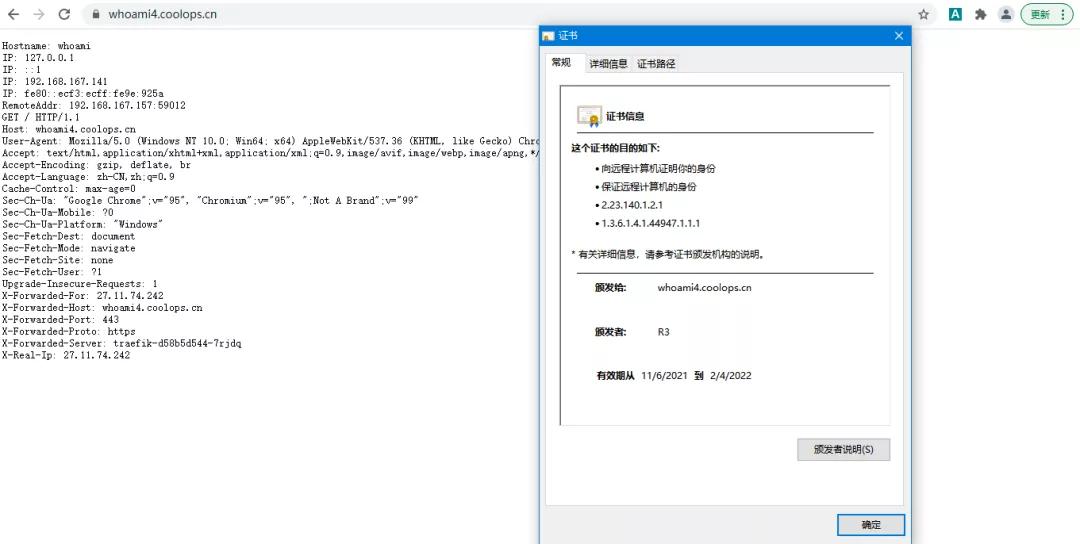 whoami4.coolops.cn
更新
Hostname: whoami
IP: 127.0.0.1
IP: ::1
IP: 192.168.167.141
IP: fe80::ecf3:ecff:fe9e:925a
RemoteAddr: 192.168.167.157:59012
GET / HTTP/1.1
Host: whoami4.coolops.cn
User-Agent: Mozilla/5.0 (Windows NT 10.0; Win64; x64) AppleWebKit/537.36 (KHTML, like Gecko) Chro
Accept: text/html,application/xhtml+xml,application/xml;q=0.9,image/avif,image/webp,image/apng,*/
Accept-Encoding: gzip, deflate, br
Accept-Language: zh-CN,zh;q=0.9
Cache-Control: max-age=0
Sec-Ch-Ua: "Google Chrome";v="95", "Chromium";v="95", ";Not A Brand";v="99"
Sec-Ch-Ua-Mobile: ?0
Sec-Ch-Ua-Platform: "Windows"
Sec-Fetch-Dest: document
Sec-Fetch-Mode: navigate
Sec-Fetch-Site: none
Sec-Fetch-User: ?1
Upgrade-Insecure-Requests: 1
X-Forwarded-For: 27.11.74.242
X-Forwarded-Host: whoami4.coolops.cn
X-Forwarded-Port: 443
X-Forwarded-Proto: https
X-Forwarded-Server: traefik-d58b5d544-7rjdq
X-Real-Ip: 27.11.74.242
证书
常规 详细信息 证书路径
证书信息
这个证书的目的如下:
• 向远程计算机证明你的身份
• 保证远程计算机的身份
• 2.23.140.1.2.1
• 1.3.6.1.4.1.44947.1.1.1
* 有关详细信息，请参考证书颁发机构的说明。
颁发给: whoami4.coolops.cn
颁发者: R3
有效期从 11/6/2021 到 2/4/2022
颁发者说明(S)
确定